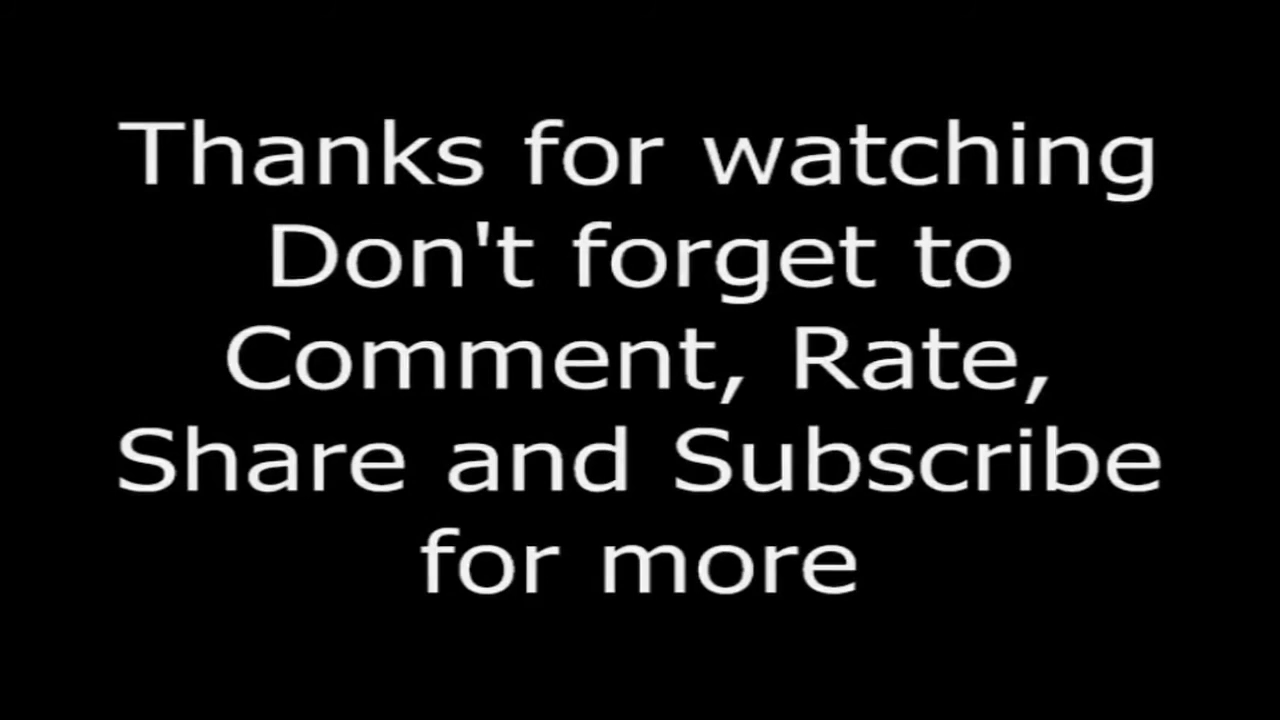 Thanks for watching
Don't forget to
Comment, Rate,
Share and Subscribe
for more